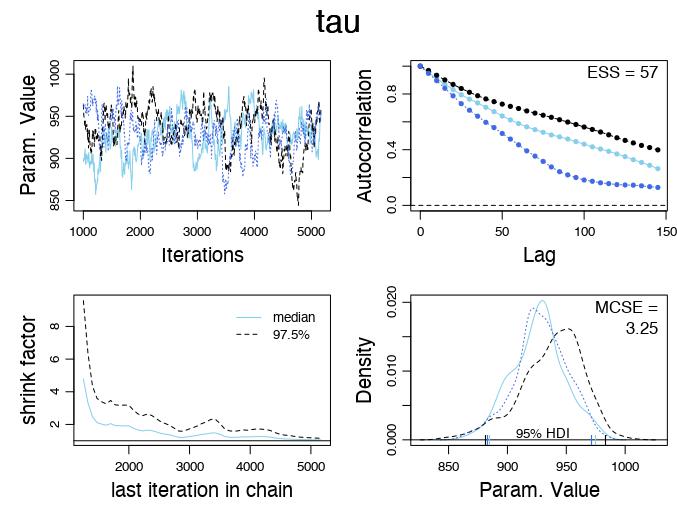 tau
Param. Value
850 900 950 1000
1000 2000 3000 4000 5000
Iterations
Autocorrelation
0.0 0.4 0.8
ESS = 57
0 50 100 150
Lag
shrink factor
2 4 6 8
median
97.5%
2000 3000 4000 5000
last iteration in chain
Density
0.000 0.010 0.020
MCSE =
3.25
95% HDI
850 900 950 1000
Param. Value